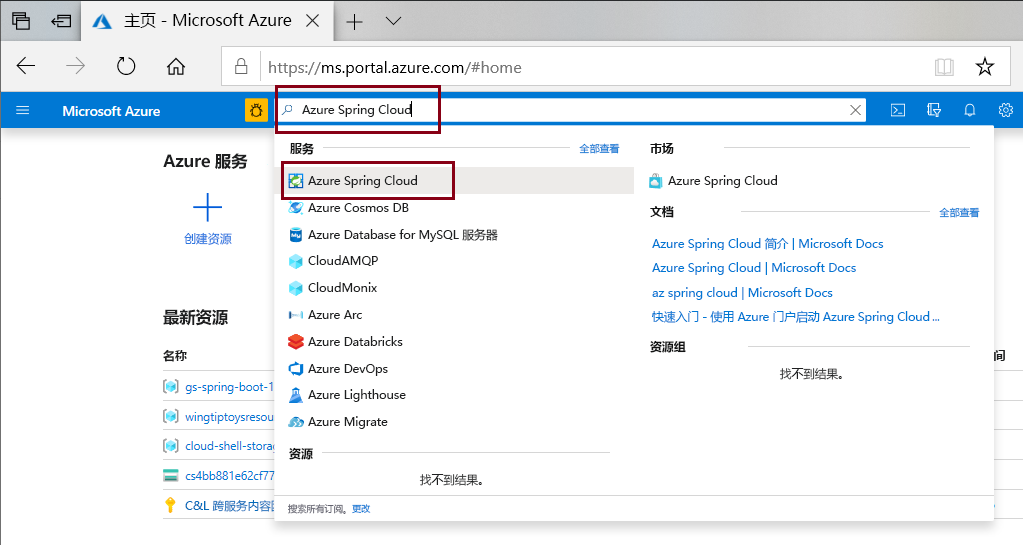 主页 - Microsoft Azure
https://ms.portal.azure.com/#home
Microsoft Azure
Azure Spring Cloud
Azure 服务
创建资源
最新资源
名称
gs-spring-boot-1
wingtiptoysresou
cloud-shell-storag
cs4bb881e62cf77
C&L 跨服务内容
服务
全部查看
Azure Spring Cloud
Azure Cosmos DB
Azure Database for MySQL 服务器
CloudAMQP
CloudMonix
Azure Arc
Azure Databricks
Azure DevOps
Azure Lighthouse
Azure Migrate
资源
找不到结果。
搜索所有订阅。更改
市场
Azure Spring Cloud
文档
全部查看
Azure Spring Cloud 简介 | Microsoft Docs
Azure Spring Cloud | Microsoft Docs
az spring cloud | Microsoft Docs
快速入门 - 使用 Azure 门户启动 Azure Spring Cloud ...
资源组
找不到结果。
间